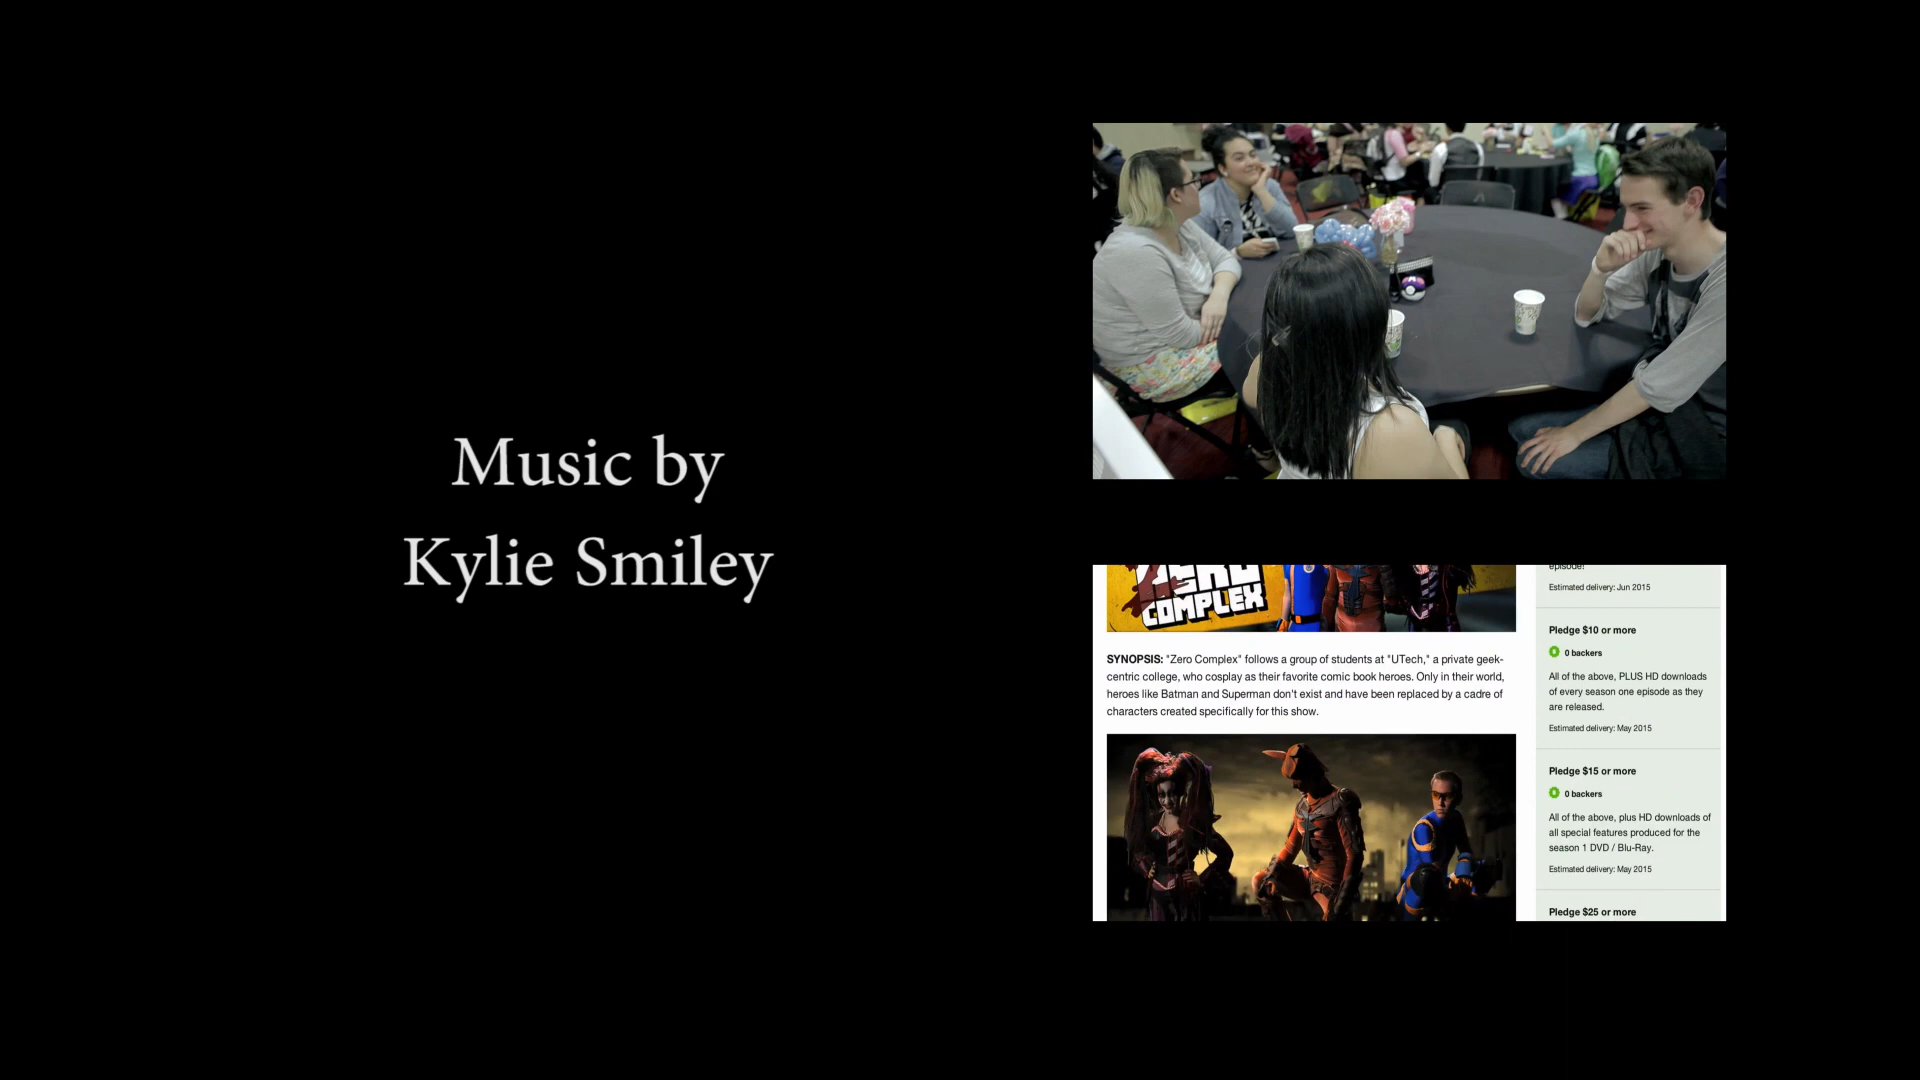 Music by
Kylie Smiley
COMPLEX
SYNOPSIS: "Zero Complex" follows a group of students at "UTech," a private geek-
centric college, who cosplay as their favorite comic book heroes. Only in their world,
heroes like Batman and Superman don't exist and have been replaced by a cadre of
characters created specifically for this show.
episode!
Estimated delivery: Jun 2015
Pledge $10 or more
0 backers
All of the above, PLUS HD downloads
of every season one episode as they
are released.
Estimated delivery: May 2015
Pledge $15 or more
0 backers
All of the above, plus HD downloads of
all special features produced for the
season 1 DVD / Blu-Ray.
Estimated delivery: May 2015
Pledge $25 or more